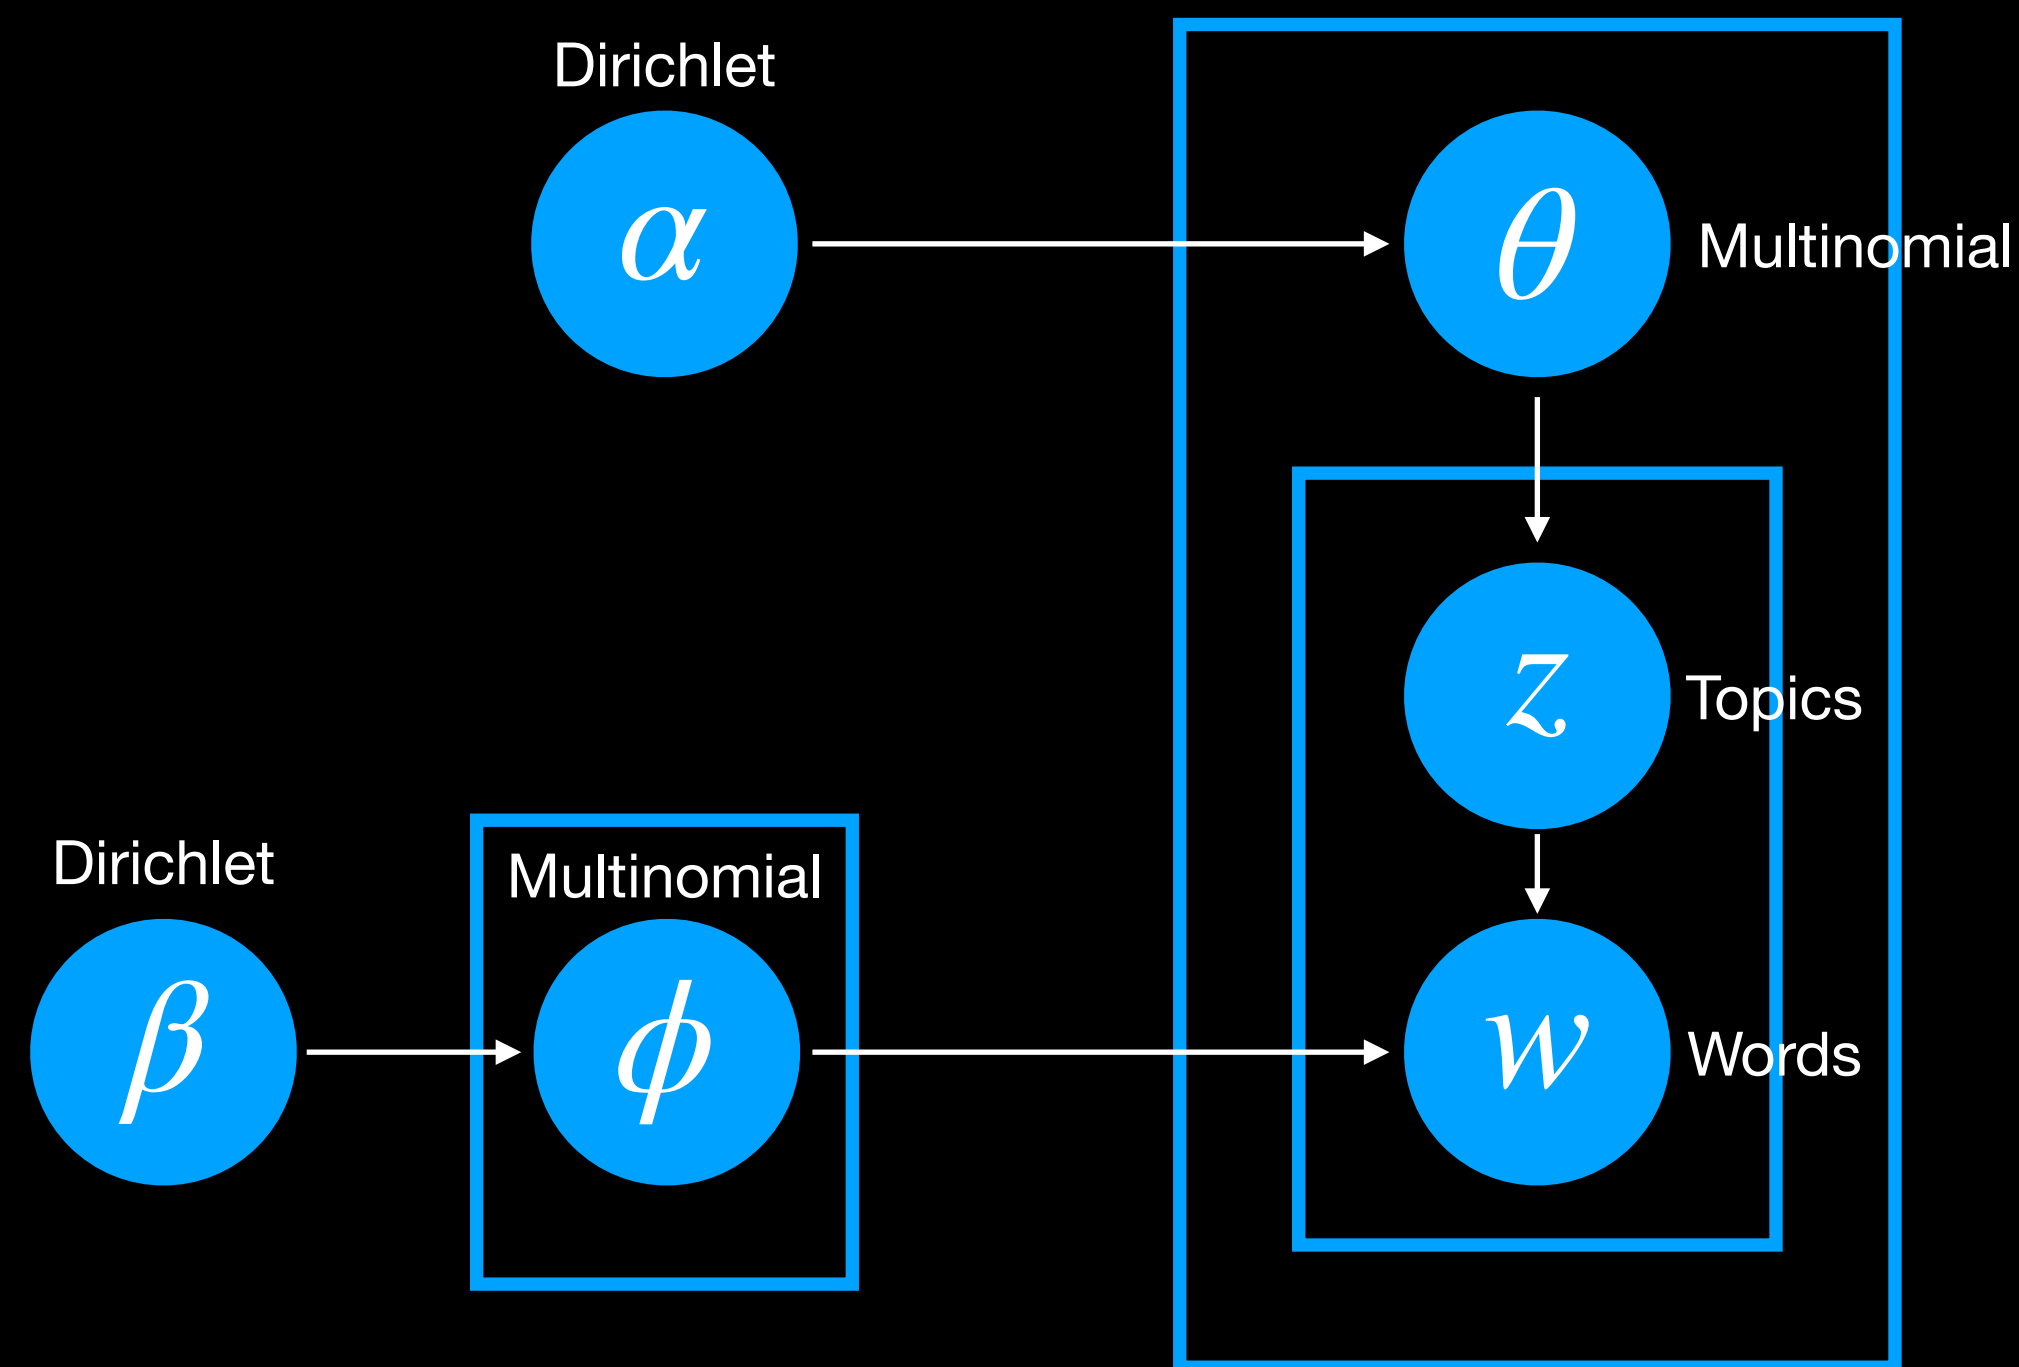 Dirichlet
α
θ
Multinomial
z
Topics
Dirichlet
Multinomial
β
ϕ
w
Words